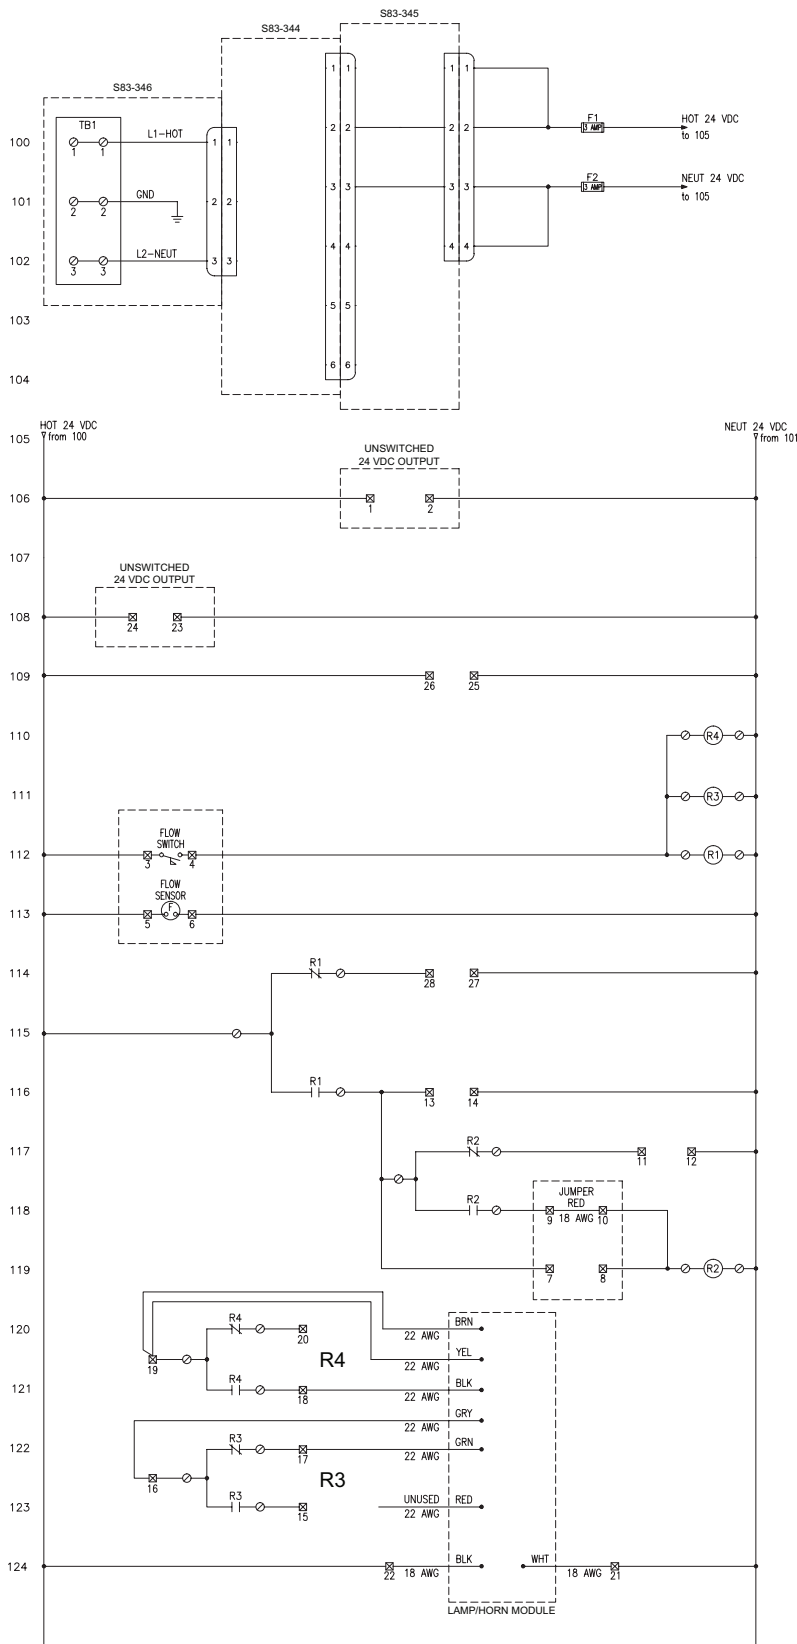 S83-345
S83-344
S83-346
TB1
L1-HOT
1 1
1 1
GND
2 2
2 2
L2-NEUT
3 3
3 3
1 1
2 2
3 3
4 4
5 5
6 6
1 1
2 2
3 3
4 4
F1
3 AMP
HOT 24 VDC
to 105
F2
3 AMP
NEUT 24 VDC
to 105
100
101
102
103
104
105
HOT 24 VDC
from 100
NEUT 24 VDC
from 101
UNSWITCHED
24 VDC OUTPUT
106
1 2
107
UNSWITCHED
24 VDC OUTPUT
108
24 23
109
26 25
110
R4
111
R3
FLOW
SWITCH
112
3 4
R1
FLOW
SENSOR
F
113
5 6
114
R1
28 27
115
116
R1
13 14
117
R2
11 12
118
R2
JUMPER
RED
9 18 AWG 10
119
7 8
R2
120
R4
20
22 AWG
BRN
19
R4
22 AWG
YEL
121
R4
18
22 AWG
BLK
22 AWG
GRY
122
R3
17
22 AWG
GRN
16
R3
123
R3
15
UNUSED
22 AWG
RED
124
22
18 AWG
BLK
WHT
18 AWG
21
LAMP/HORN MODULE